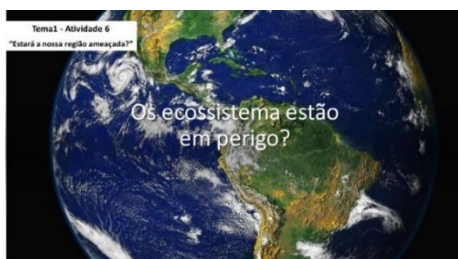 Tema1 - Atividade 6
"Estará a nossa região ameaçada?"
Os ecossistema estão
em perigo?